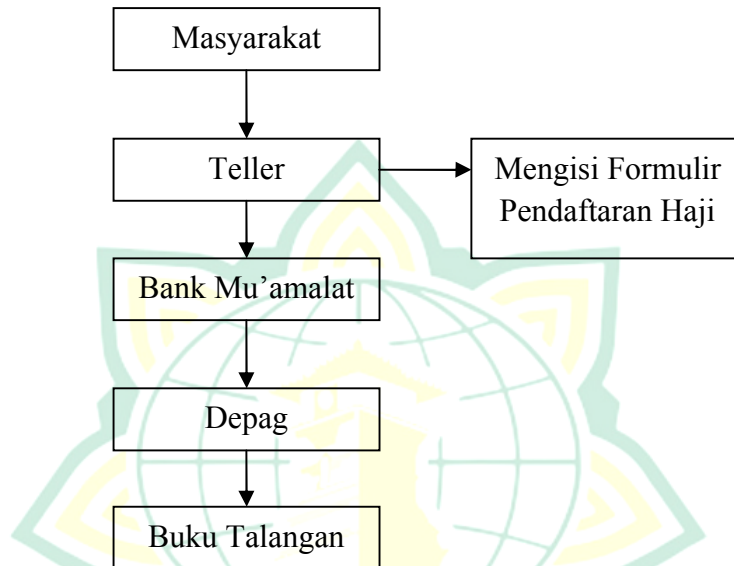 Masyarakat
Teller
Mengisi Formulir
Pendaftaran Haji
Bank Mu’amalat
Depag
Buku Talangan